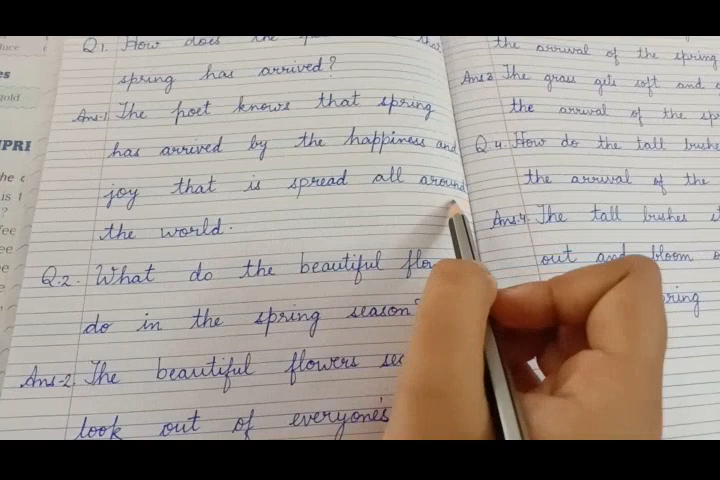 Q1. How does the that
spring has arrived?
Ans-1 The poet knows that spring
has arrived by the happiness and
joy that is spread all around
the world.
Q.2. What do the beautiful
do in the spring season?
Ans-2. The beautiful flowers
look out of everyone's
the arrival of the spring
Ans 3. The grass gets soft and
the arrival of the
Q 4. How do the tall
the arrival of the
Ans.4. The tall bushes
out and bloom
gold